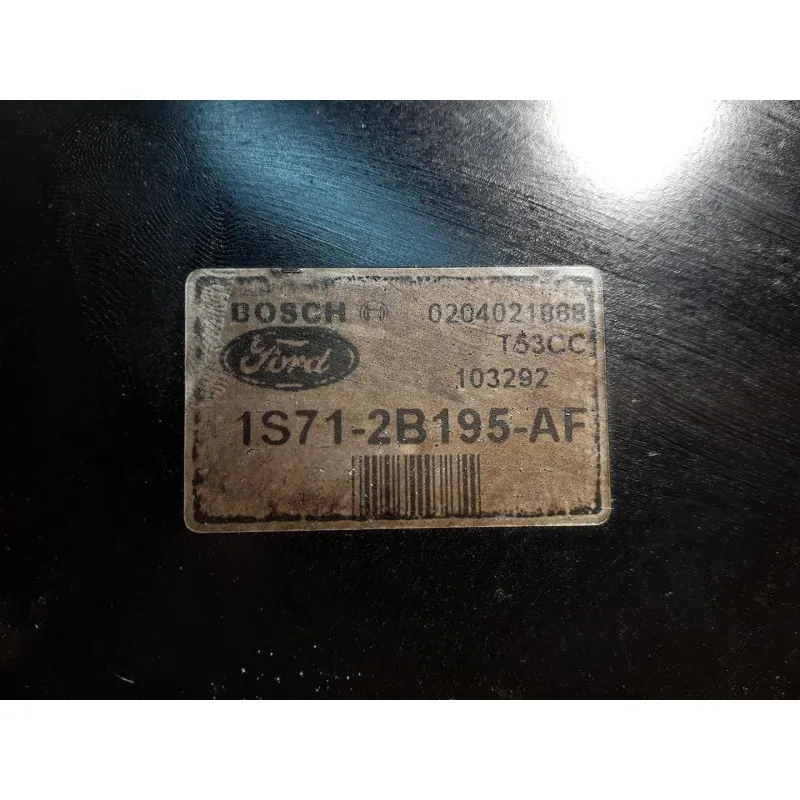 BOSCH 0204021868
T53CC
Ford
103292
1S71-2B195-AF